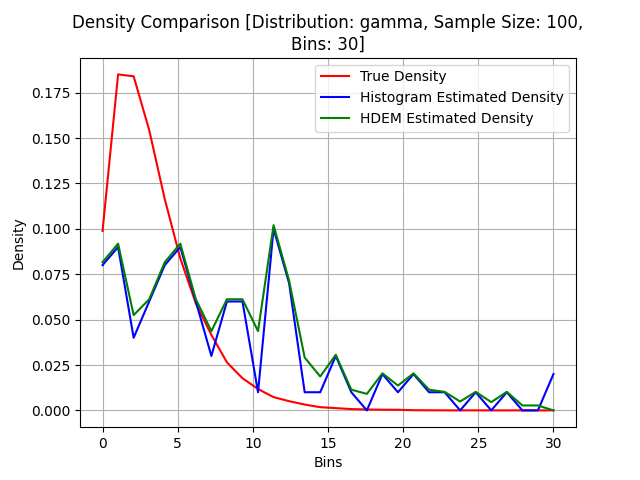 Density Comparison [Distribution: gamma, Sample Size: 100,
Bins: 30]
True Density
Histogram Estimated Density
HDEM Estimated Density
Density
0.175
0.150
0.125
0.100
0.075
0.050
0.025
0.000
0 5 10 15 20 25 30
Bins